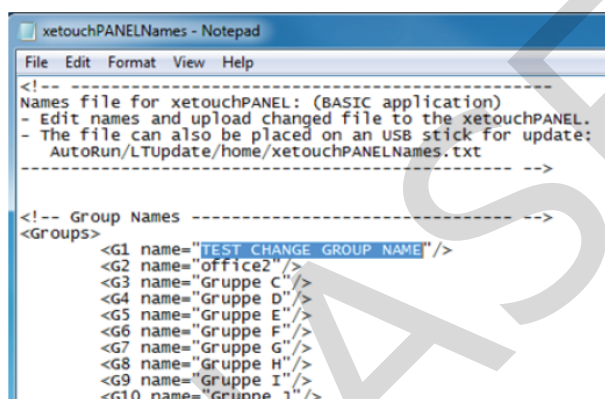 xetouchPANELNames - Notepad
File Edit Format View Help
<!-- --------------------------------------------------
Names file for xetouchPANEL: (BASIC application)
- Edit names and upload changed file to the xetouchPANEL.
- The file can also be placed on an USB stick for update:
AutoRun/LTUpdate/home/xetouchPANELNames.txt
--------------------------------------------------- -->
<!-- Group Names --------------------------------- -->
<Groups>
<G1 name="TEST CHANGE GROUP NAME"/>
<G2 name="office2"/>
<G3 name="Gruppe C"/>
<G4 name="Gruppe D"/>
<G5 name="Gruppe E"/>
<G6 name="Gruppe F"/>
<G7 name="Gruppe G"/>
<G8 name="Gruppe H"/>
<G9 name="Gruppe I"/>
<G10 name="Gruppe J"/>